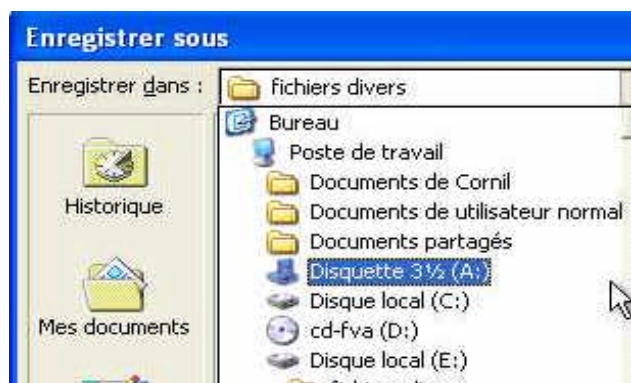 Enregistrer sous
Enregistrer dans :
fichiers divers
Bureau
Poste de travail
Documents de Cornil
Documents de utilisateur normal
Documents partagés
Disquette 3½ (A:)
Disque local (C:)
cd-fva (D:)
Disque local (E:)
Historique
Mes documents